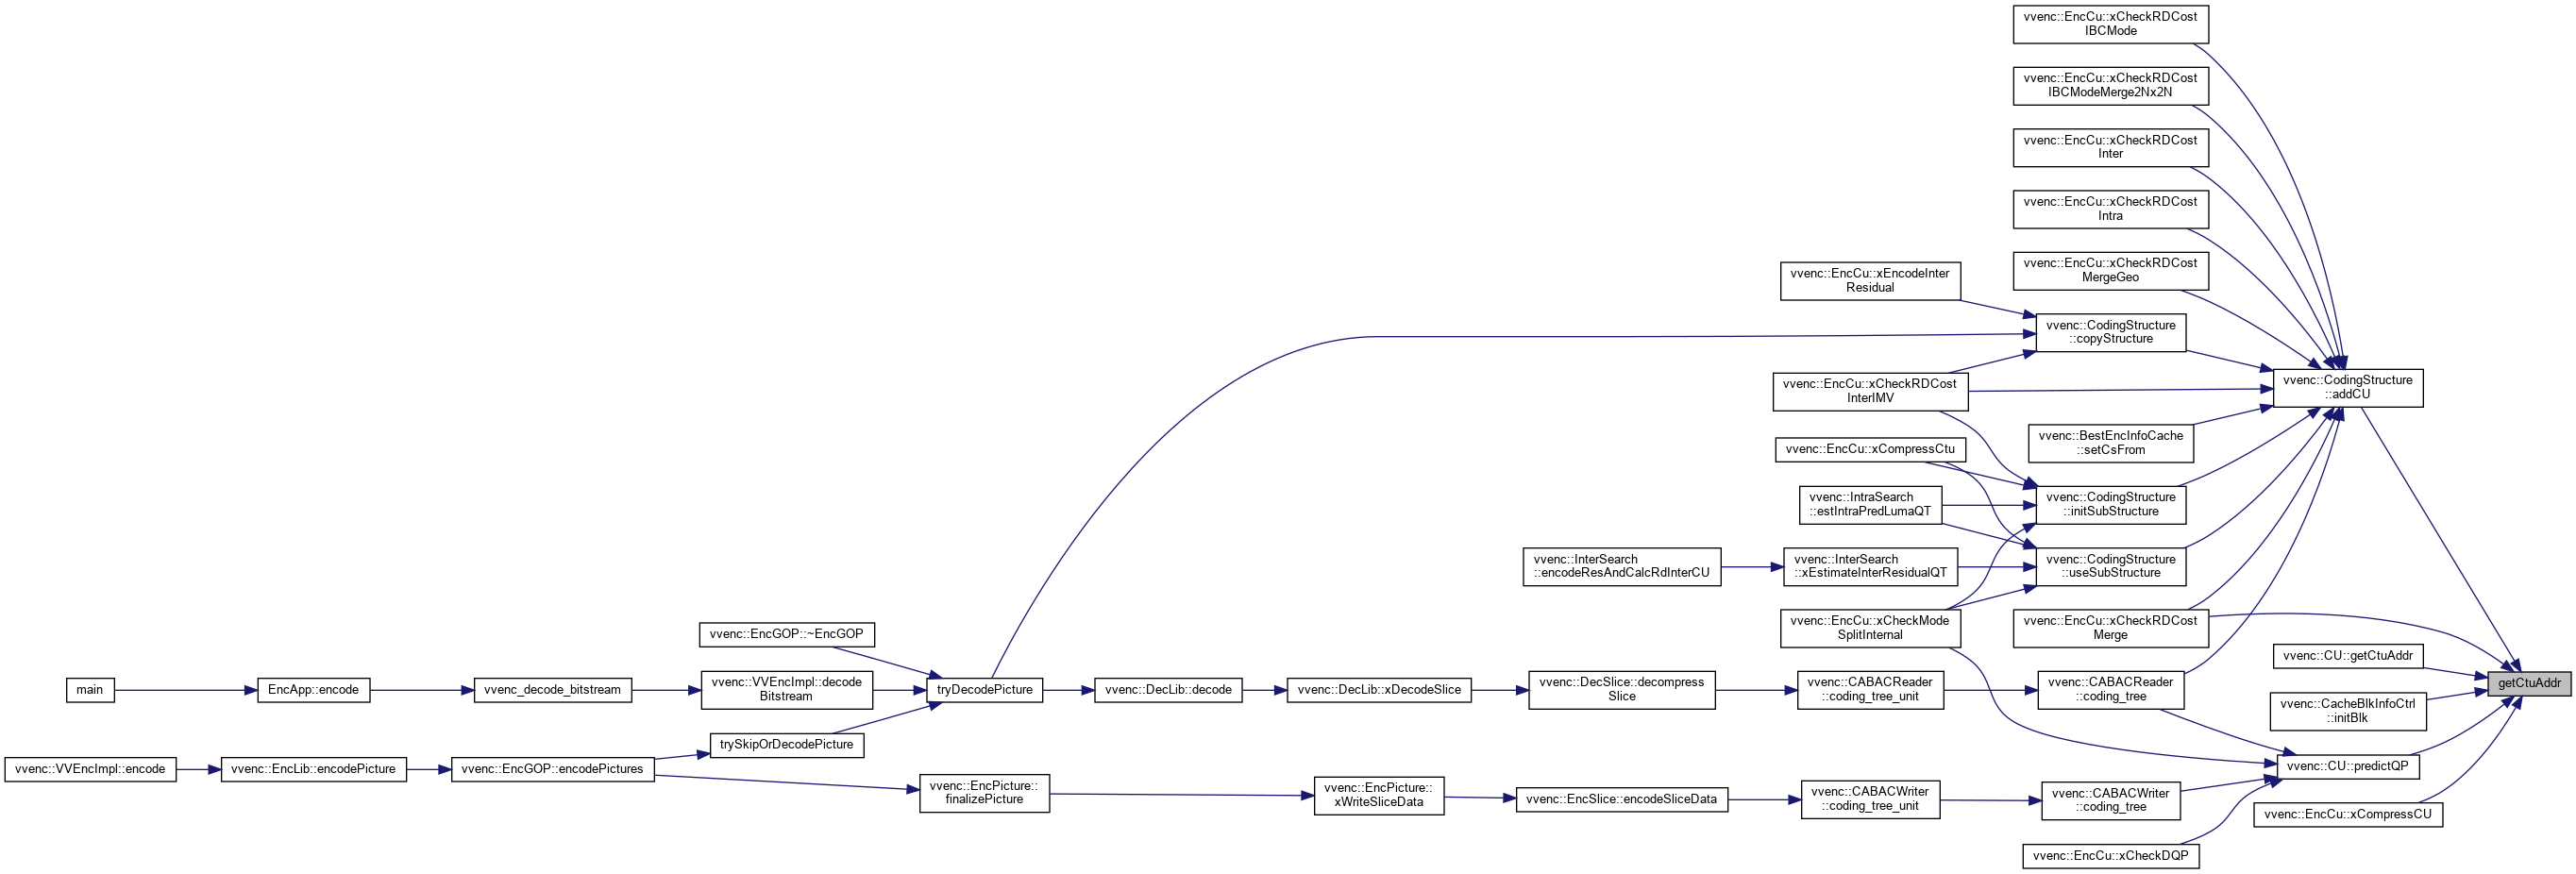 vvenc::EncCu::xCheckRDCost
IBCMode
vvenc::EncCu::xCheckRDCost
IBCModeMerge2Nx2N
vvenc::EncCu::xCheckRDCost
Inter
vvenc::EncCu::xCheckRDCost
Intra
vvenc::EncCu::xCheckRDCost
MergeGeo
vvenc::EncCu::xEncodeInter
Residual
vvenc::CodingStructure
::copyStructure
vvenc::EncCu::xCheckRDCost
InterIMV
vvenc::CodingStructure
::addCU
vvenc::BestEncInfoCache
::setCsFrom
vvenc::EncCu::xCompressCtu
vvenc::IntraSearch
::estIntraPredLumaQT
vvenc::CodingStructure
::initSubStructure
vvenc::InterSearch
::encodeResAndCalcRdInterCU
vvenc::InterSearch
::xEstimateInterResidualQT
vvenc::CodingStructure
::useSubStructure
vvenc::EncGOP::~EncGOP
vvenc::EncCu::xCheckMode
SplitInternal
vvenc::EncCu::xCheckRDCost
Merge
vvenc::CU::getCtuAddr
main
EncApp::encode
vvenc_decode_bitstream
vvenc::VVEncImpl::decode
Bitstream
tryDecodePicture
vvenc::DecLib::decode
vvenc::DecLib::xDecodeSlice
vvenc::DecSlice::decompress
Slice
vvenc::CABACReader
::coding_tree_unit
vvenc::CABACReader
::coding_tree
getCtuAddr
vvenc::CacheBlkInfoCtrl
::initBlk
trySkipOrDecodePicture
vvenc::VVEncImpl::encode
vvenc::EncLib::encodePicture
vvenc::EncGOP::encodePictures
vvenc::CU::predictQP
vvenc::EncPicture::
finalizePicture
vvenc::EncPicture::
xWriteSliceData
vvenc::EncSlice::encodeSliceData
vvenc::CABACWriter
::coding_tree_unit
vvenc::CABACWriter
::coding_tree
vvenc::EncCu::xCompressCU
vvenc::EncCu::xCheckDQP